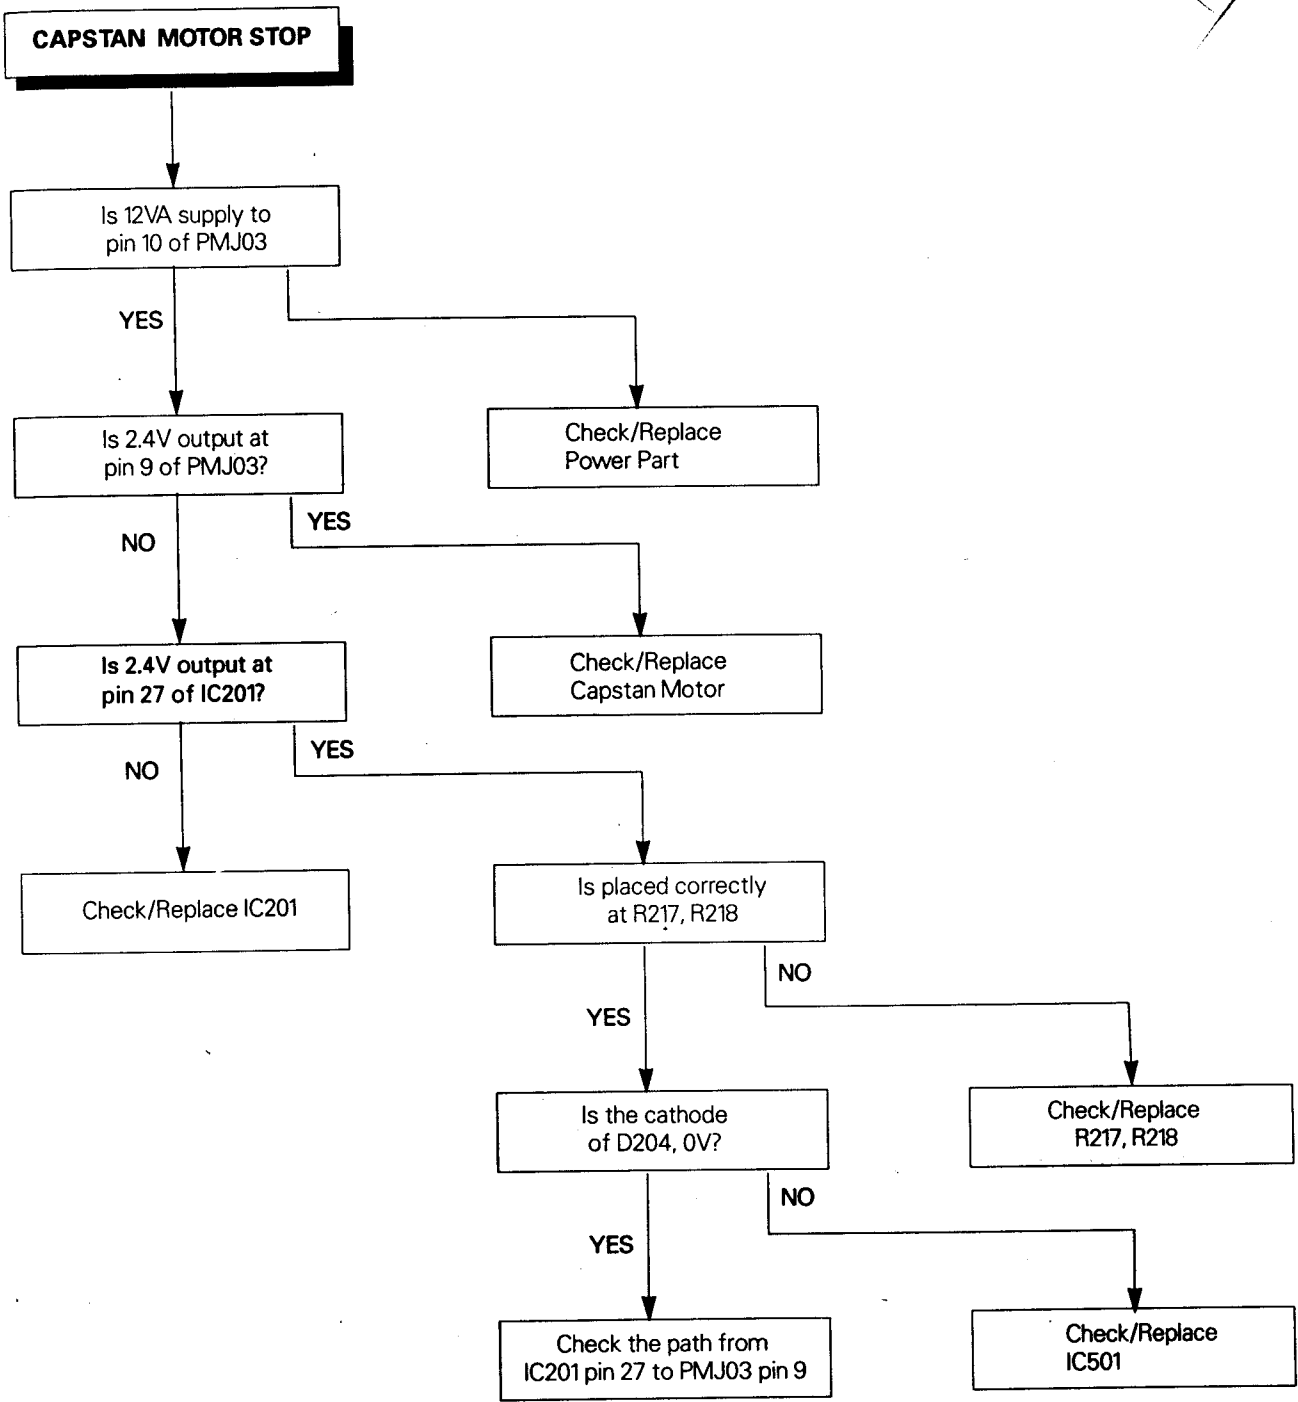 CAPSTAN MOTOR STOP
Is 12VA supply to
pin 10 of PMJ03
YES
Is 2.4V output at
pin 9 of PMJ03?
Check/Replace
Power Part
YES
NO
Is 2.4V output at
pin 27 of IC201?
Check/Replace
Capstan Motor
YES
NO
Check/Replace IC201
Is placed correctly
at R217, R218
NO
YES
Is the cathode
of D204, 0V?
Check/Replace
R217, R218
NO
YES
Check the path from
IC201 pin 27 to PMJ03 pin 9
Check/Replace
IC501